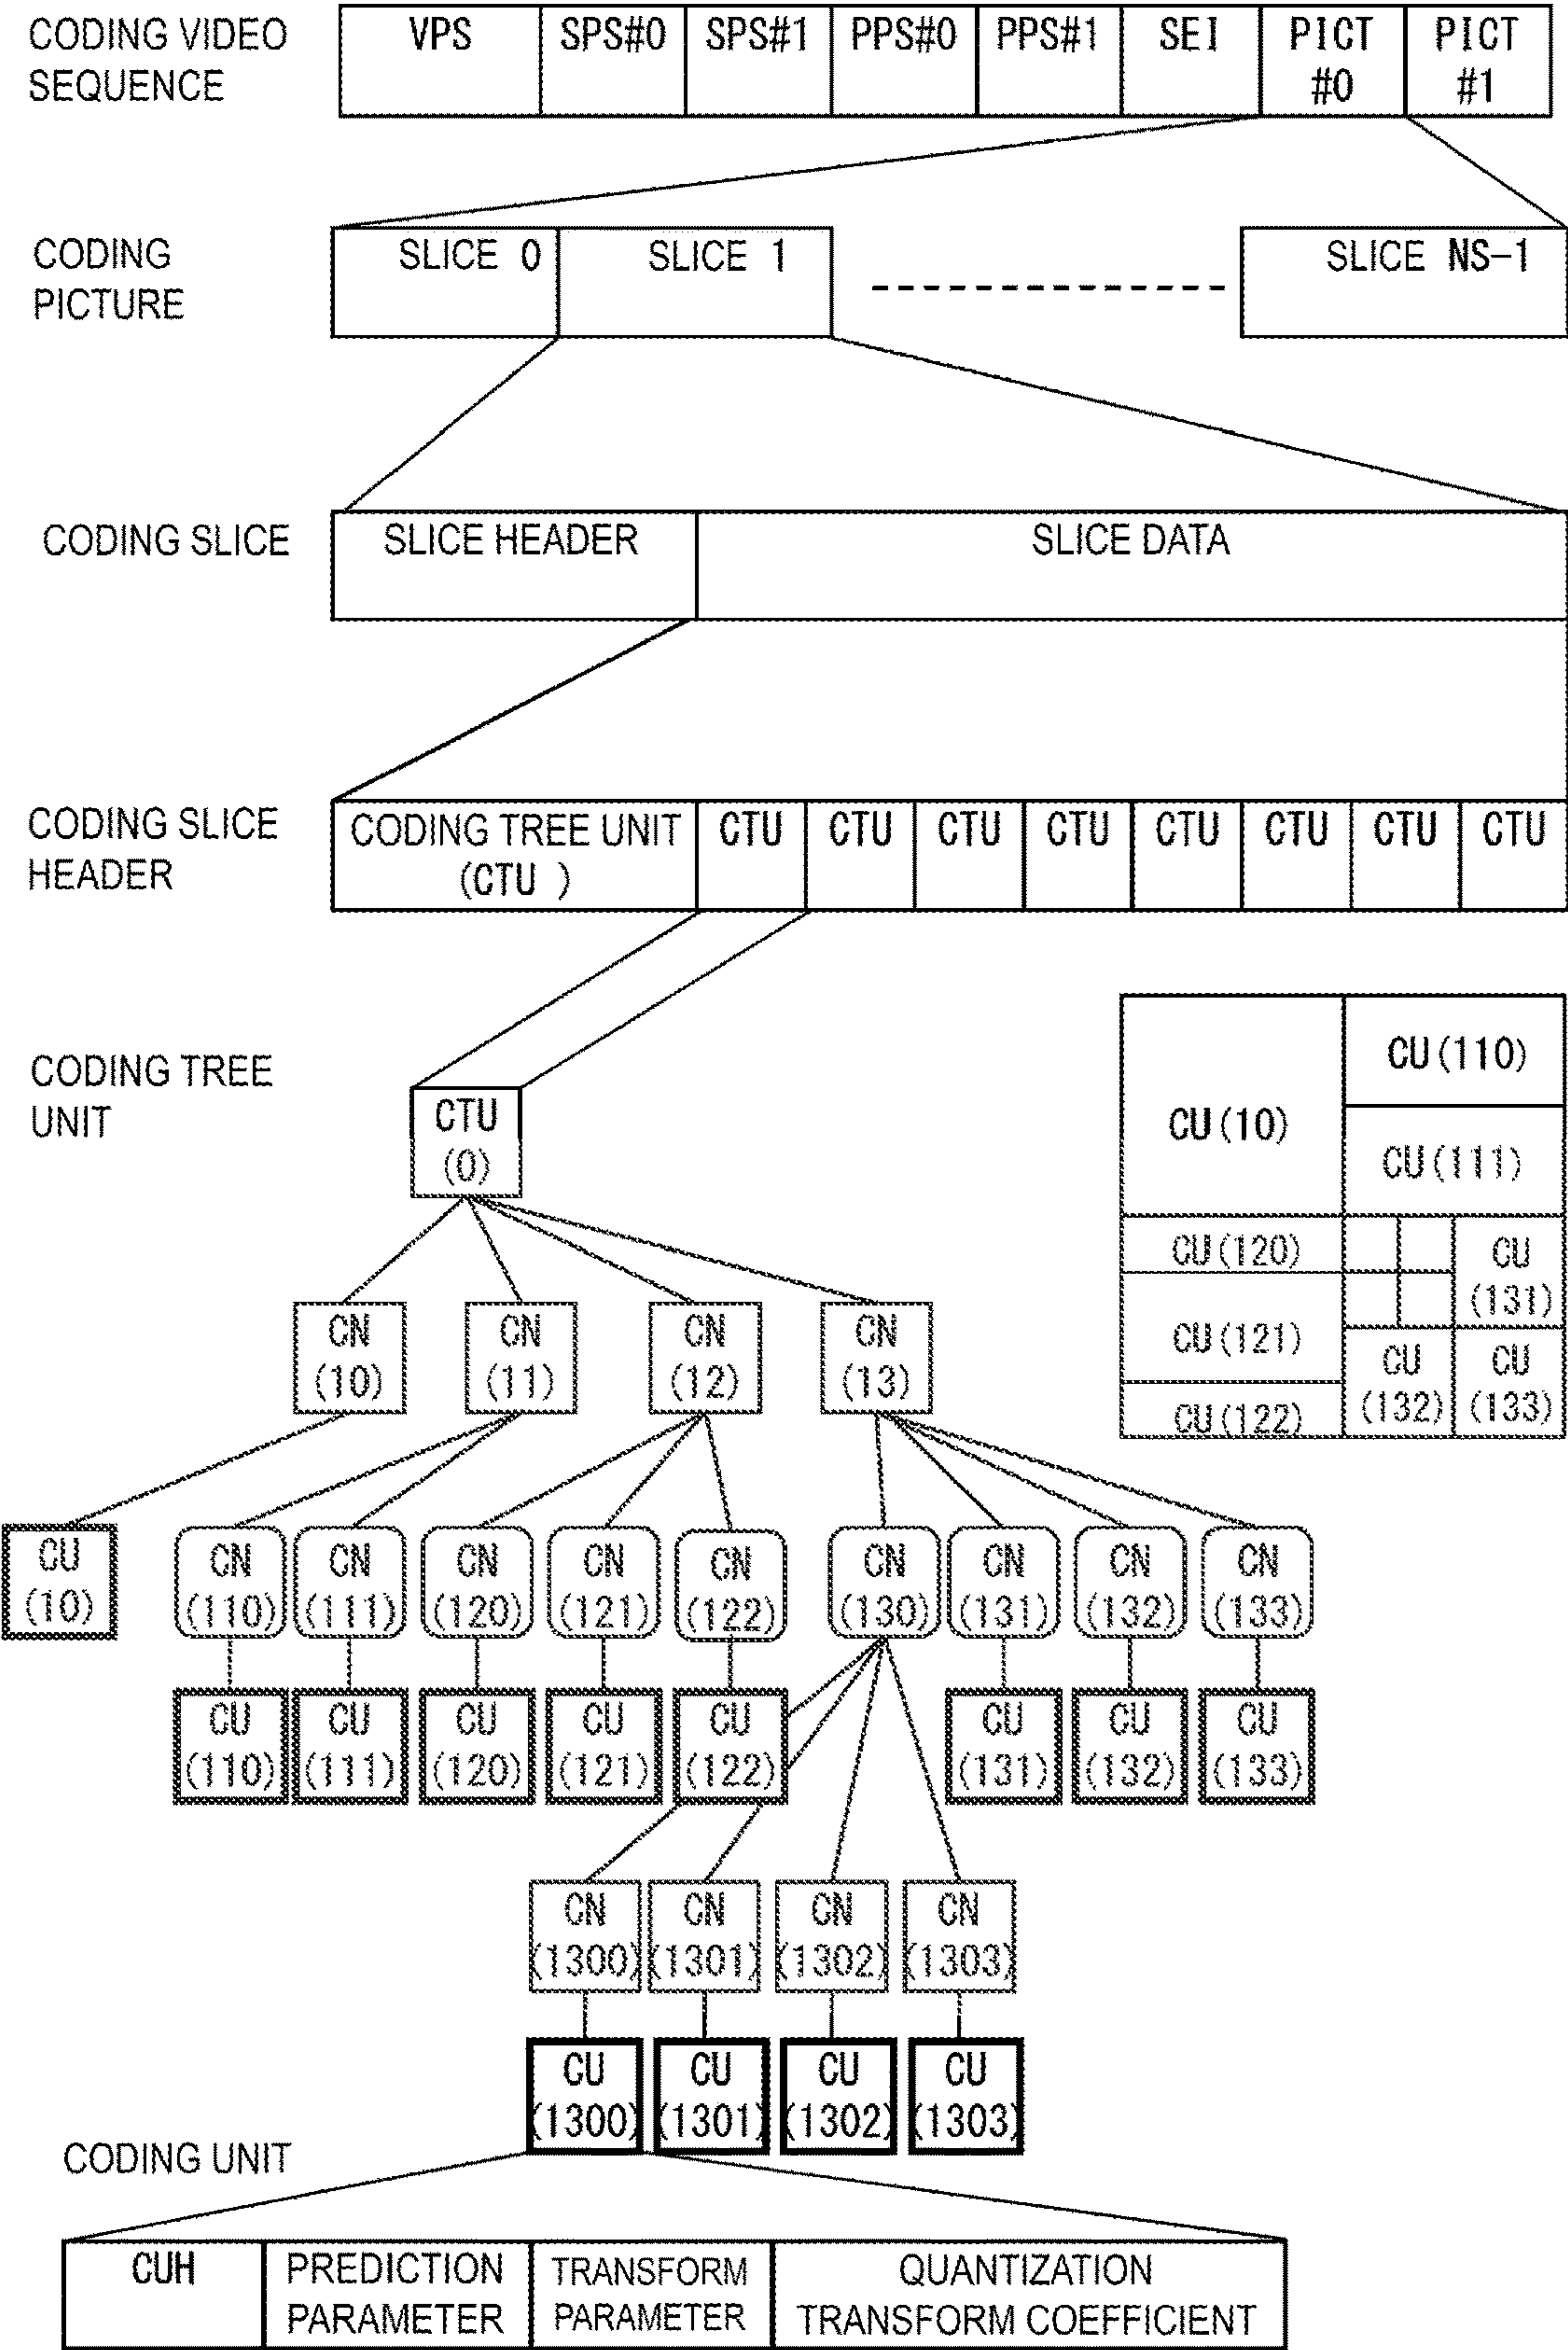 CODING VIDEO
SEQUENCE
VPS
SPS#0
SPS#1
PPS#0
PPS#1
SEI
PICT
#0
PICT
#1
CODING
PICTURE
SLICE 0
SLICE 1
SLICE NS-1
CODING SLICE
SLICE HEADER
SLICE DATA
CODING SLICE
HEADER
CODING TREE UNIT
(CTU )
CTU
CTU
CTU
CTU
CTU
CTU
CTU
CTU
CODING TREE
UNIT
CTU
(0)
CU(10)
CU(110)
CU(111)
CU(120)
CU
(131)
CU(121)
CU
(132)
CU
(133)
CU(122)
CN
(10)
CN
(11)
CN
(12)
CN
(13)
CU
(10)
CN
(110)
CN
(111)
CN
(120)
CN
(121)
CN
(122)
CN
(130)
CN
(131)
CN
(132)
CN
(133)
CU
(110)
CU
(111)
CU
(120)
CU
(121)
CU
(122)
CU
(131)
CU
(132)
CU
(133)
CN
(1300)
CN
(1301)
CN
(1302)
CN
(1303)
CU
(1300)
CU
(1301)
CU
(1302)
CU
(1303)
CODING UNIT
CUH
PREDICTION
PARAMETER
TRANSFORM
PARAMETER
QUANTIZATION
TRANSFORM COEFFICIENT